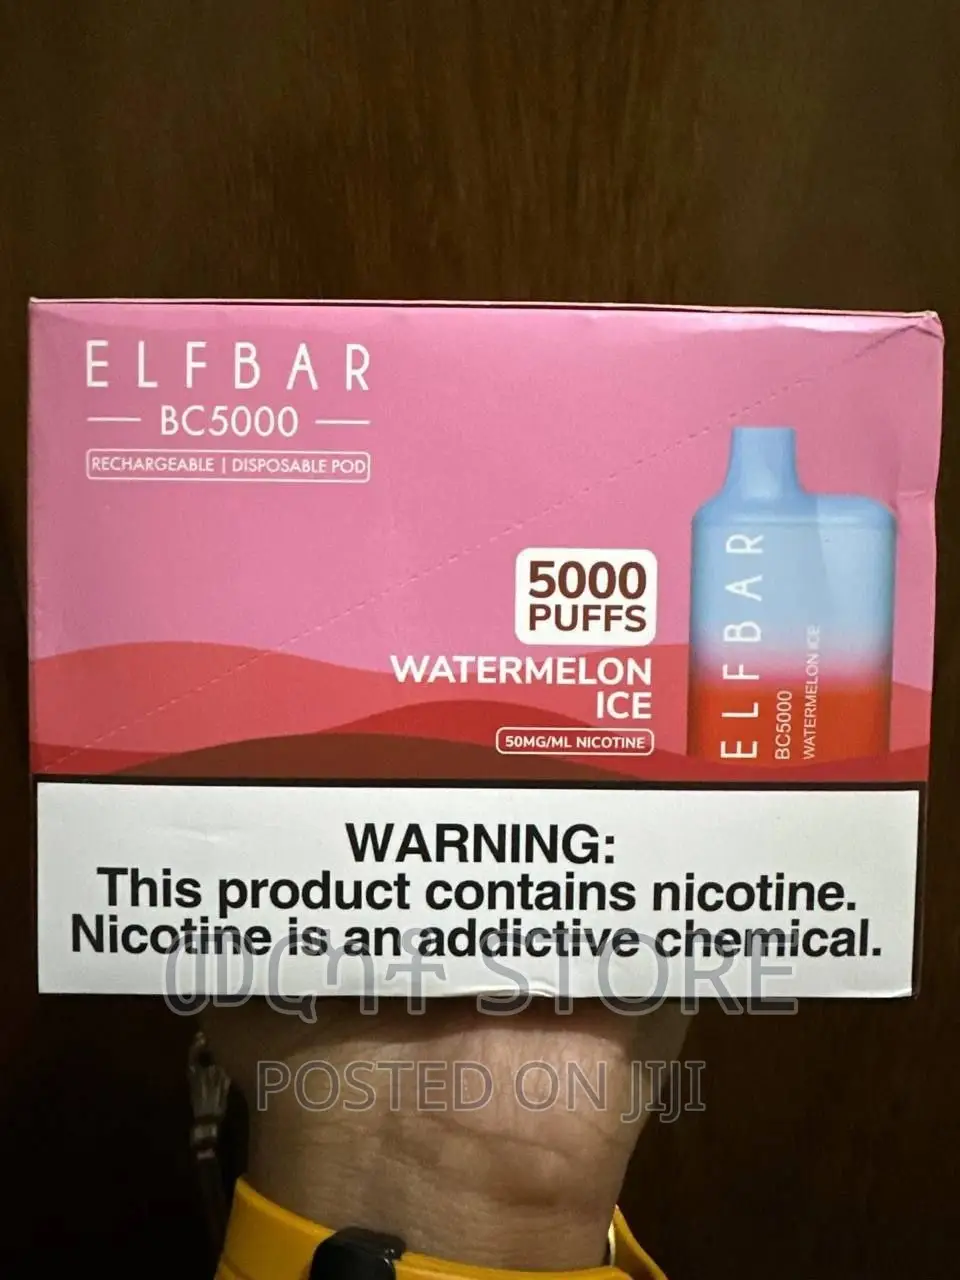 ELFBAR
BC5000
RECHARGEABLE | DISPOSABLE POD
5000
PUFFS
WATERMELON
ICE
50MG/ML NICOTINE
ELFBAR
BC5000
WATERMELON ICE
WARNING:
This product contains nicotine.
Nicotine is an addictive chemical.
STORE
POSTED ON JIJI